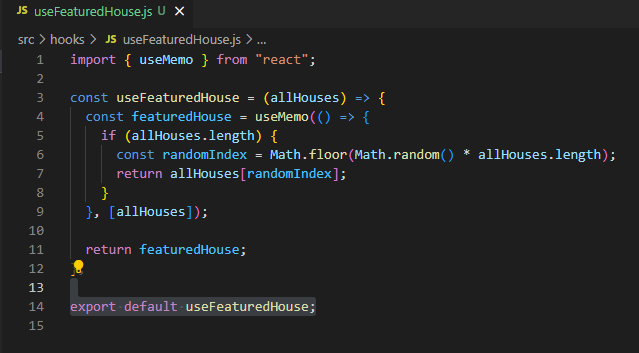 JS useFeaturedHouse.js U ×
src > hooks > JS useFeaturedHouse.js > ...
1 import { useMemo } from "react";
2
3 const useFeaturedHouse = (allHouses) => {
4 const featuredHouse = useMemo(() => {
5 if (allHouses.length) {
6 const randomIndex = Math.floor(Math.random() * allHouses.length);
7 return allHouses[randomIndex];
8 }
9 }, [allHouses]);
10
11 return featuredHouse;
12 }
13
14 export default useFeaturedHouse;
15